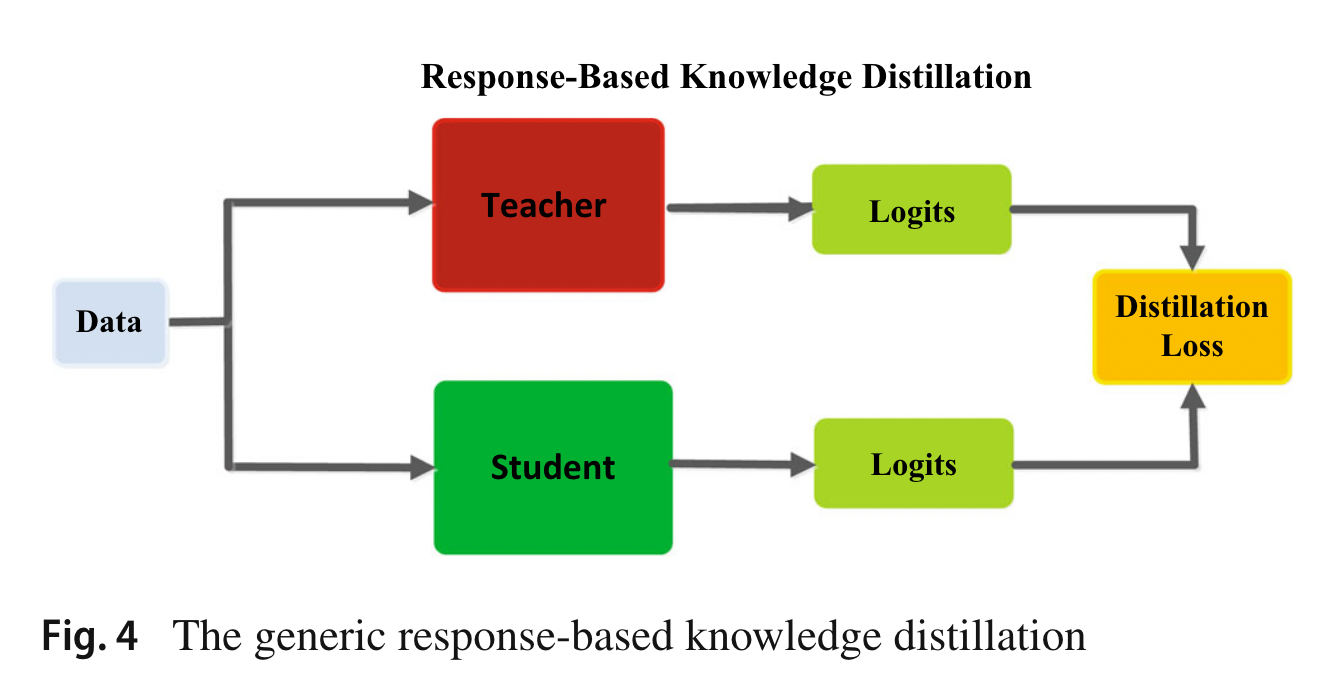 Response-Based Knowledge Distillation
Teacher
Logits
Data
Distillation
Loss
Student
Logits
Fig. 4 The generic response-based knowledge distillation